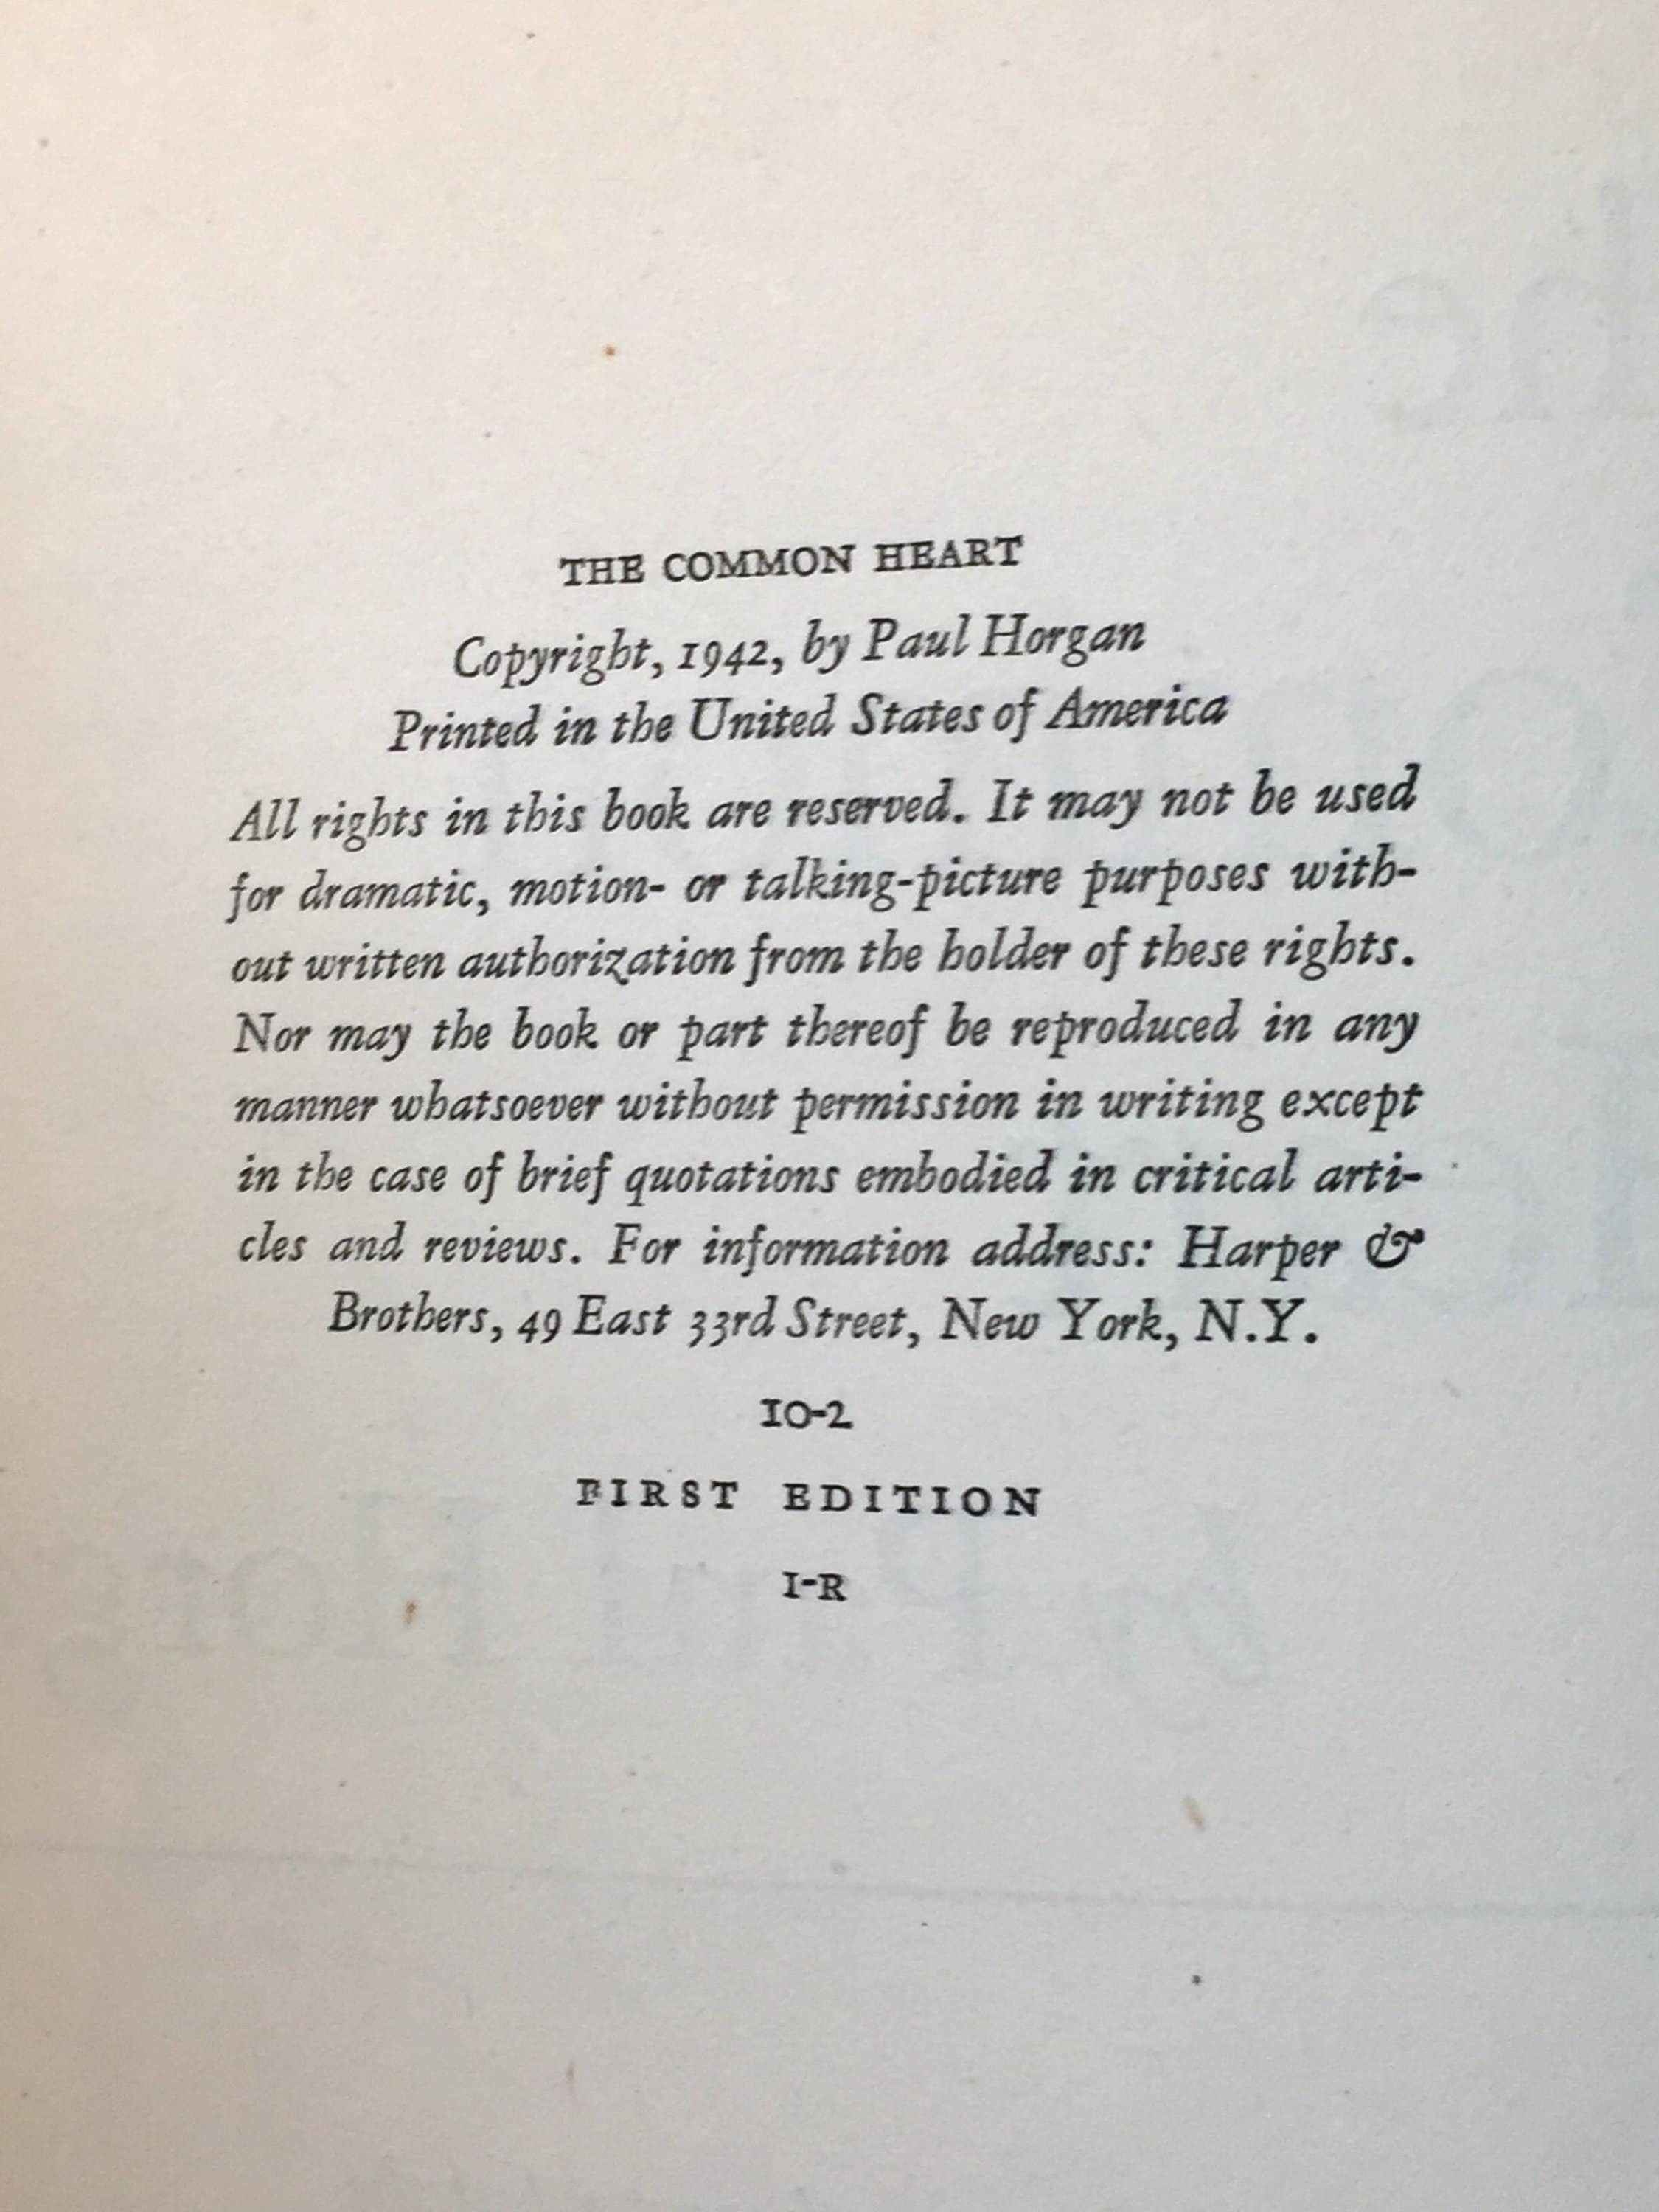 THE COMMON HEART
Copyright, 1942, by Paul Horgan
Printed in the United States of America
All rights in this book are reserved. It may not be used
for dramatic, motion- or talking-picture purposes with-
out written authorization from the holder of these rights.
Nor may the book or part thereof be reproduced in any
manner whatsoever without permission in writing except
in the case of brief quotations embodied in critical arti-
cles and reviews. For information address: Harper &
Brothers, 49 East 33rd Street, New York, N.Y.
10-2
FIRST EDITION
I-R